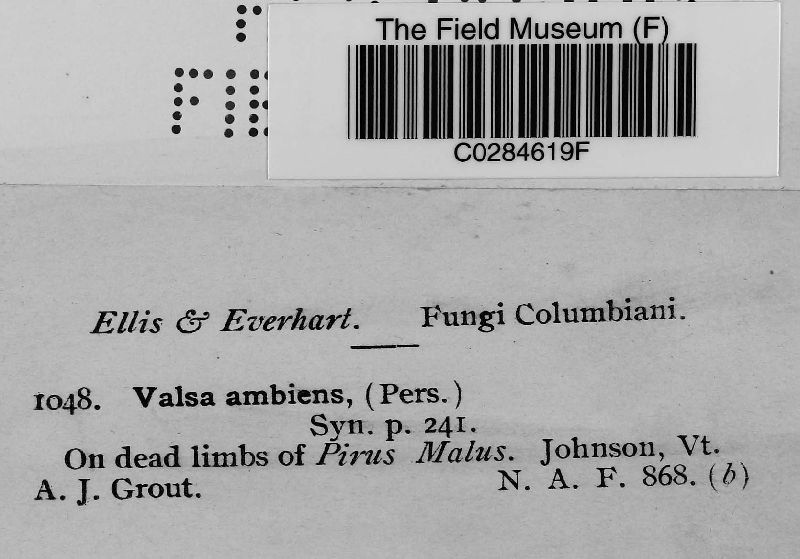 The Field Museum (F)
C0284619F
Ellis & Everhart. Fungi Columbiani.
1048. Valsa ambiens, (Pers.)
Syn. p. 241.
On dead limbs of Pirus Malus. Johnson, Vt.
A. J. Grout. N. A. F. 868. (b)